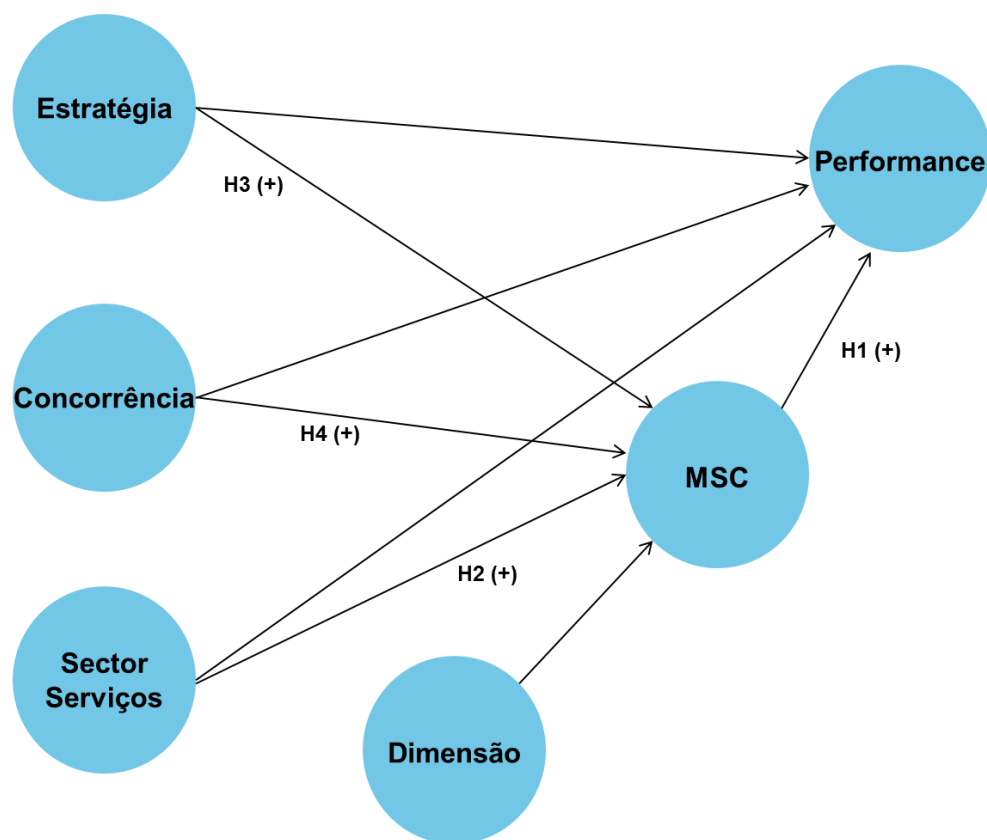 Estratégia
Performance
H3 (+)
H1 (+)
Concorrência
H4 (+)
MSC
H2 (+)
Sector
Serviços
Dimensão